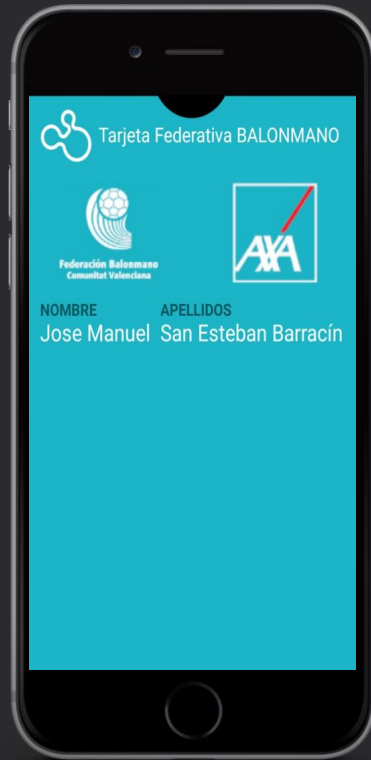 Tarjeta Federativa BALONMANO
Federación Balonmano
Comunitat Valenciana
AXA
NOMBRE APELLIDOS
Jose Manuel San Esteban Barracín